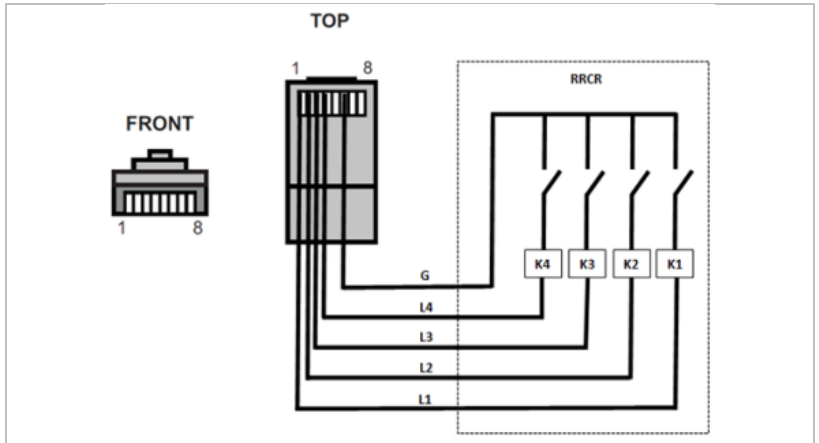 TOP
1 8
RRCR
FRONT
1 8
K4 K3 K2 K1
G
L4
L3
L2
L1